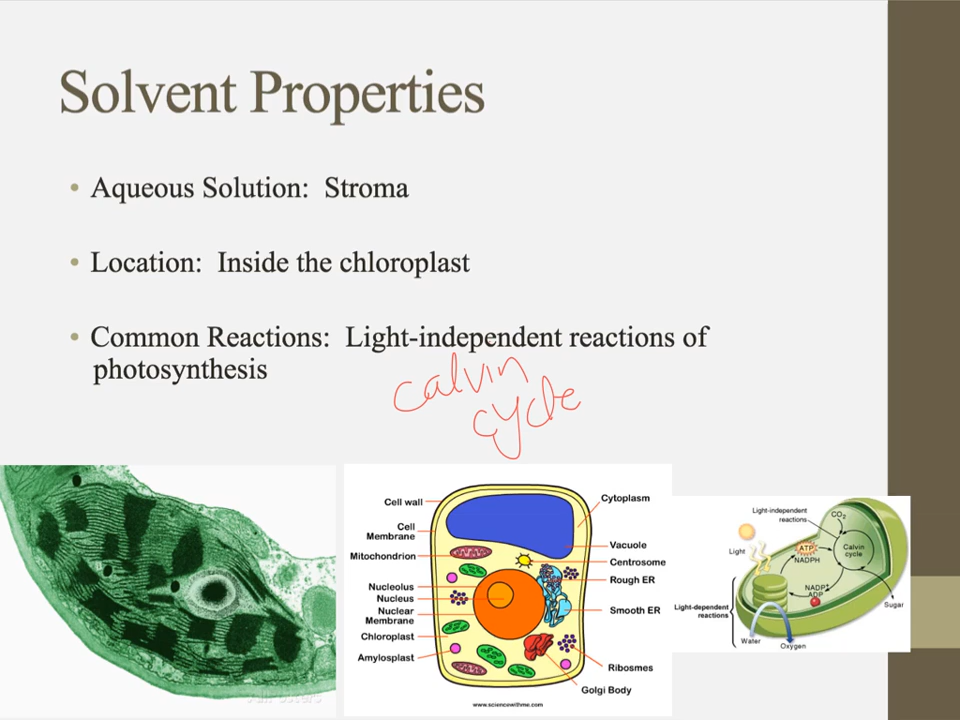 Solvent Properties
• Aqueous Solution: Stroma
• Location: Inside the chloroplast
• Common Reactions: Light-independent reactions of
photosynthesis
Calvin
cycle
Cell wall
Cell
Membrane
Mitochondrion
Nucleolus
Nucleus
Nuclear
Membrane
Chloroplast
Amylosplast
Cytoplasm
Vacuole
Centrosome
Rough ER
Smooth ER
Ribosmes
Golgi Body
www.sciencewithme.com
Light-independent
reactions
CO2
Light
ATP
NADPH
Calvin
cycle
NADP+
ADP
Light-dependent
reactions
Sugar
Water
Oxygen